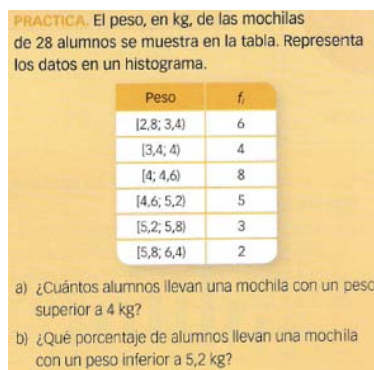 PRACTICA. El peso, en kg, de las mochilas
de 28 alumnos se muestra en la tabla. Representa
los datos en un histograma.
Peso fᵢ
[2,8; 3,4) 6
[3,4; 4) 4
[4; 4,6) 8
[4,6; 5,2) 5
[5,2; 5,8) 3
[5,8; 6,4) 2
a) ¿Cuántos alumnos llevan una mochila con un peso
superior a 4 kg?
b) ¿Qué porcentaje de alumnos llevan una mochila
con un peso inferior a 5,2 kg?